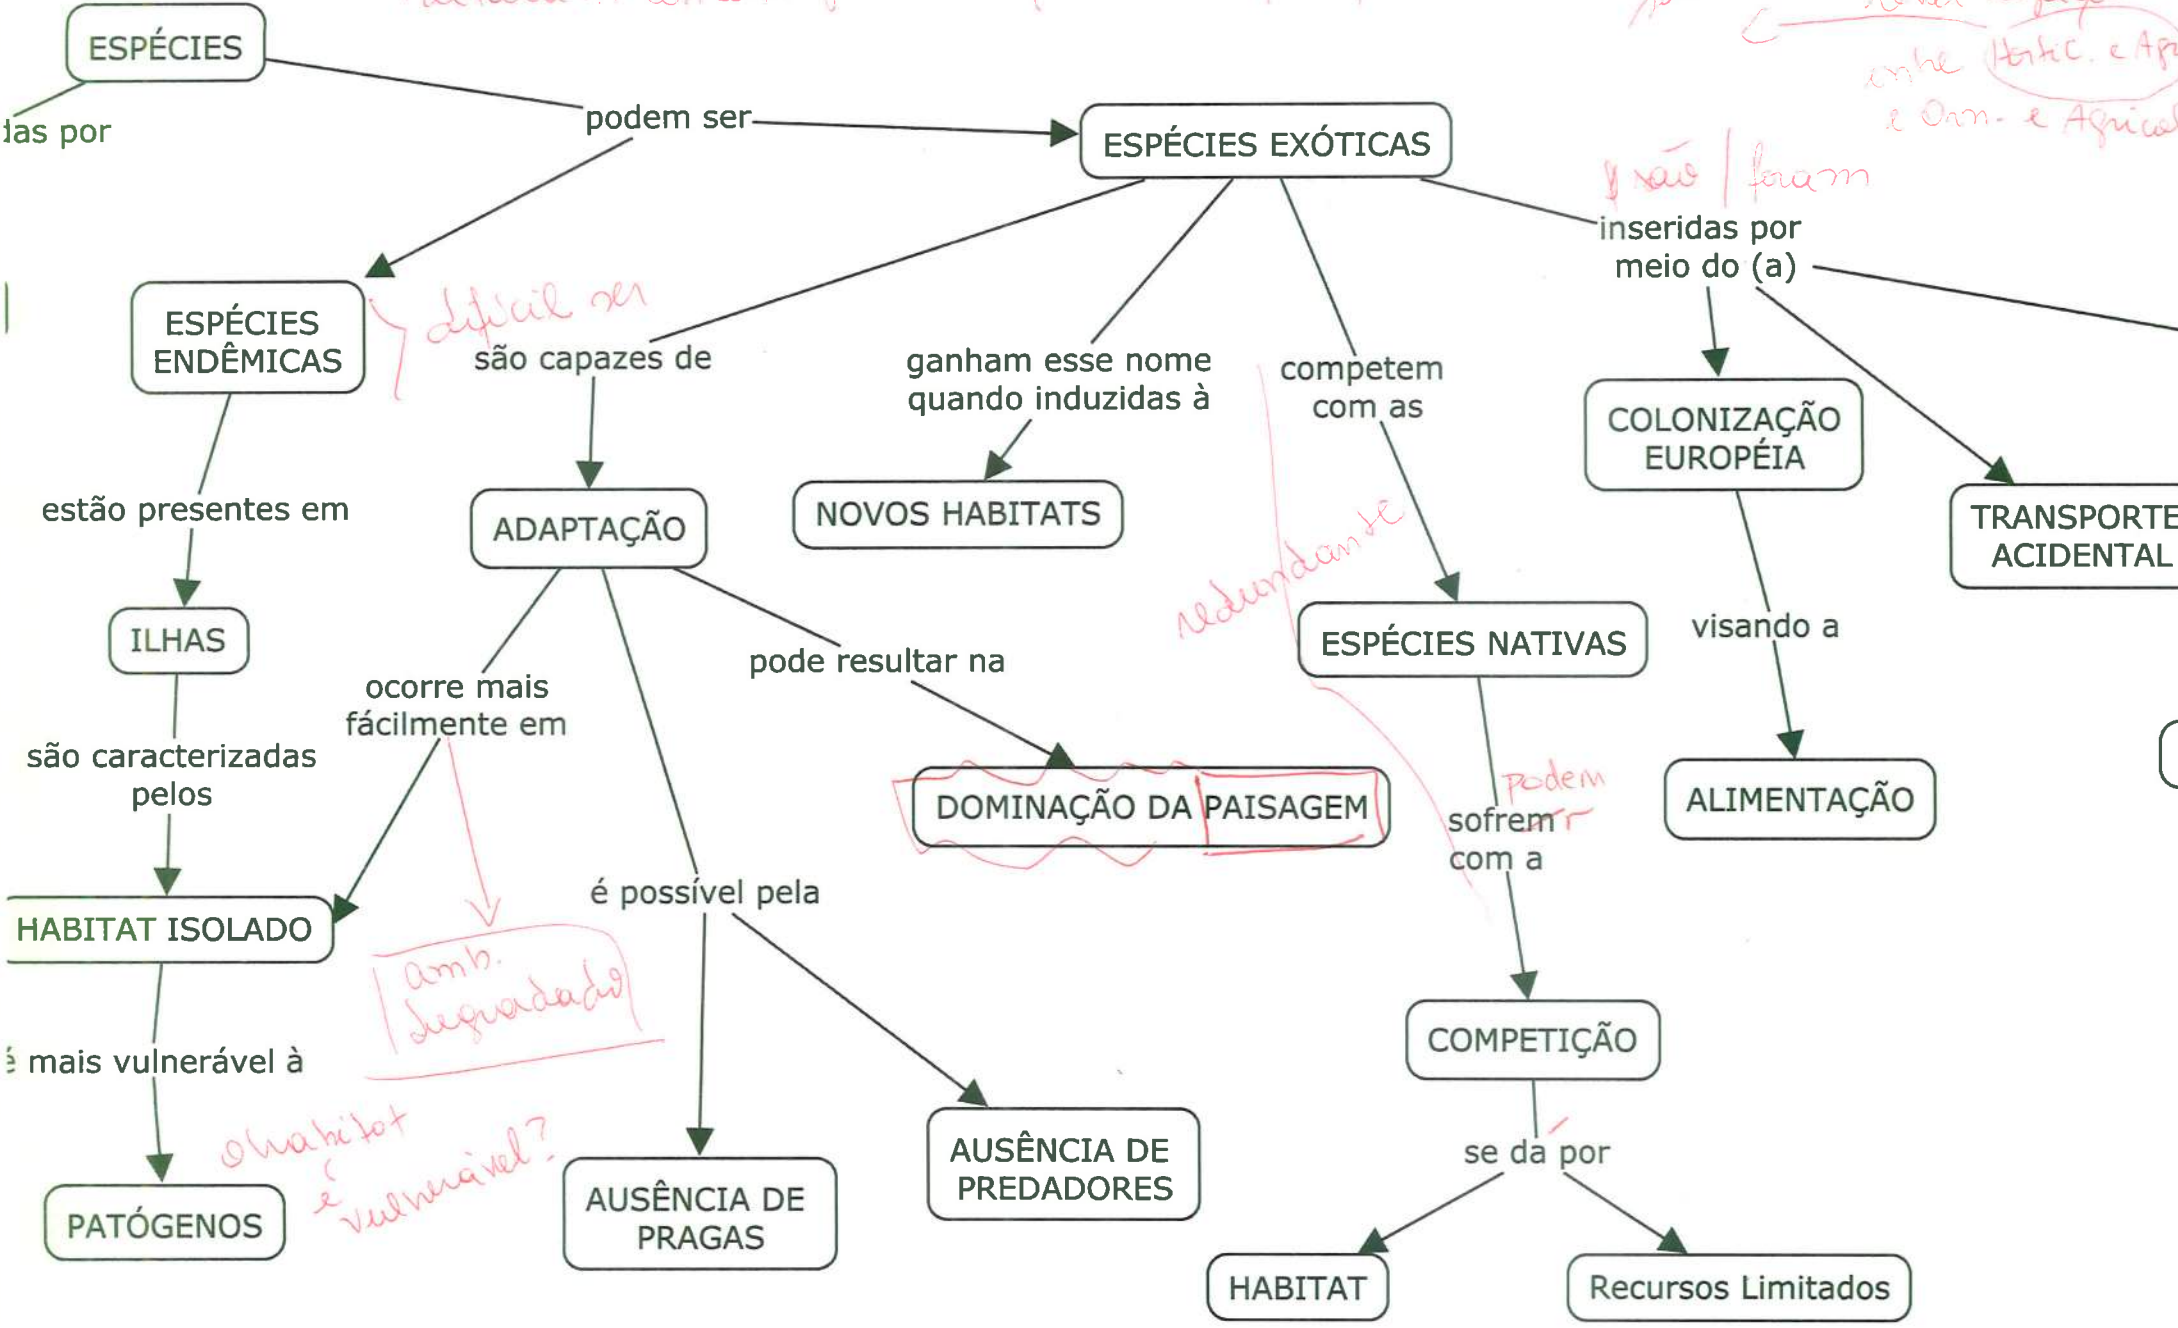 ESPÉCIES
podem ser
ESPÉCIES EXÓTICAS
das por
Hortic. e
e Orn. e
são / foram
inseridas por
meio do (a)
ESPÉCIES
ENDÊMICAS
difícil ser
são capazes de
ganham esse nome
quando induzidas à
competem
com as
COLONIZAÇÃO
EUROPÉIA
estão presentes em
ADAPTAÇÃO
NOVOS HABITATS
redundante
TRANSPORTE
ACIDENTAL
ILHAS
ocorre mais
fácilmente em
pode resultar na
ESPÉCIES NATIVAS
visando a
são caracterizadas
pelos
DOMINAÇÃO DA PAISAGEM
podem
sofrem r
com a
ALIMENTAÇÃO
HABITAT ISOLADO
é possível pela
amb.
degradado
COMPETIÇÃO
é mais vulnerável à
o habitat
é
vulnerável?
PATÓGENOS
AUSÊNCIA DE
PRAGAS
AUSÊNCIA DE
PREDADORES
se da por
HABITAT
Recursos Limitados